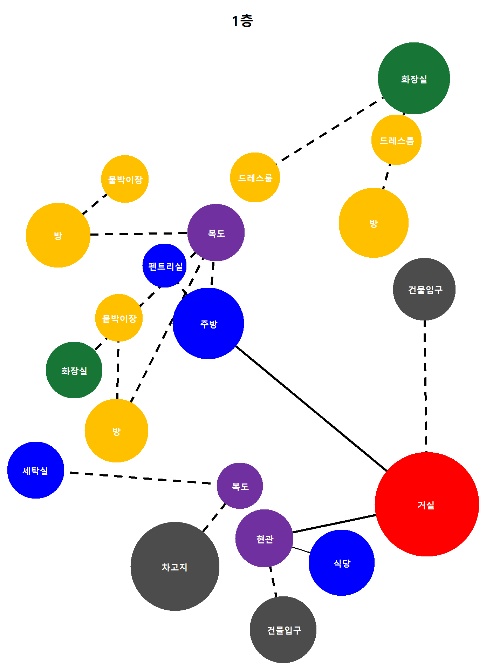 1층
화장실
드레스룸
드레스룸
붙박이장
방
방
복도
펜트리실
건물입구
붙박이장
주방
화장실
방
세탁실
복도
거실
현관
식당
차고지
건물입구